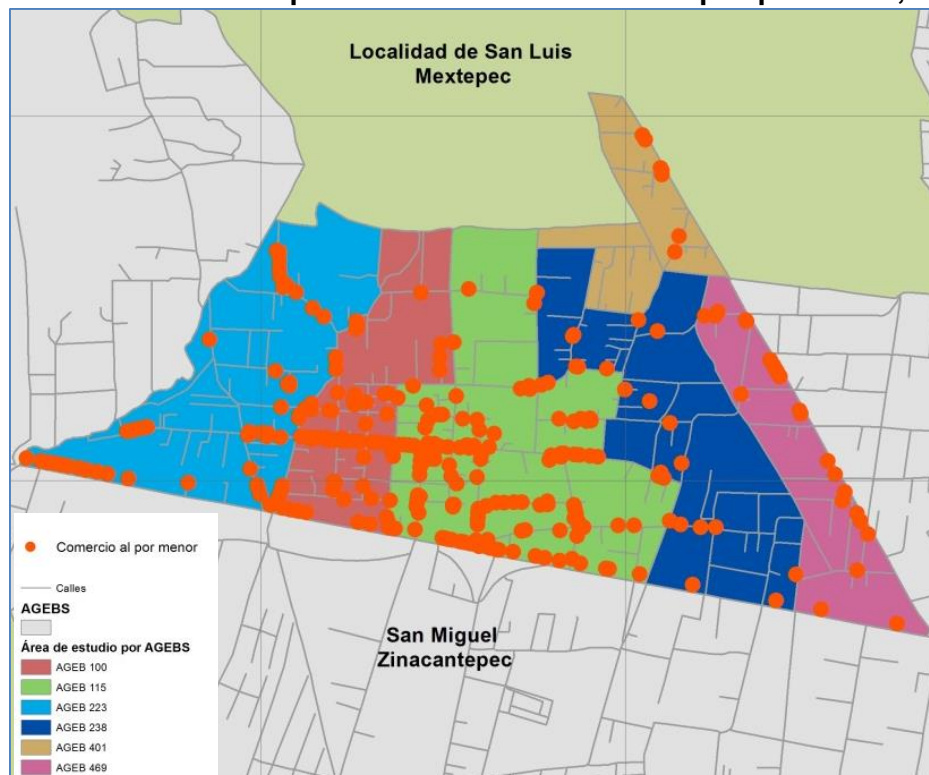 Localidad de San Luis
Mextepec
San Miguel
Zinacantepec
Comercio al por menor
Calles
AGEBS
Área de estudio por AGEBS
AGEB 100
AGEB 115
AGEB 223
AGEB 238
AGEB 401
AGEB 469